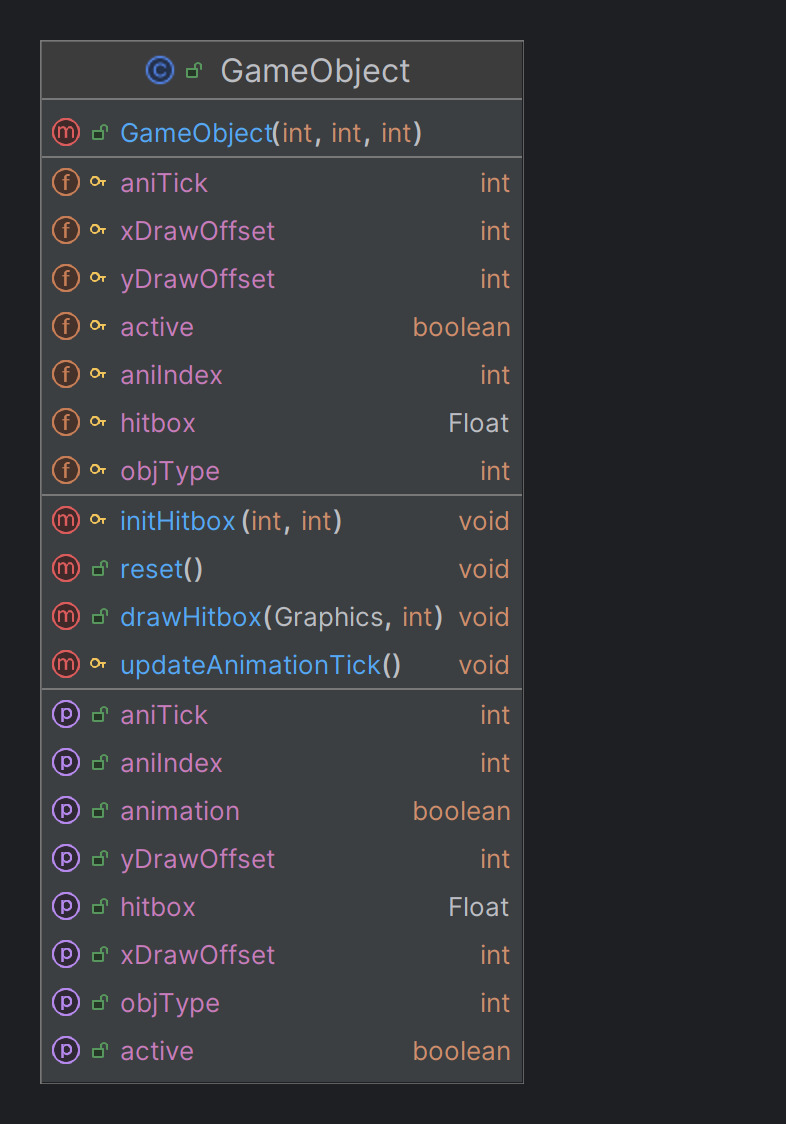 GameObject
GameObject(int, int, int)
aniTick int
xDrawOffset int
yDrawOffset int
active boolean
aniIndex int
hitbox Float
objType int
initHitbox (int, int) void
reset() void
drawHitbox(Graphics, int) void
updateAnimationTick() void
aniTick int
aniIndex int
animation boolean
yDrawOffset int
hitbox Float
xDrawOffset int
objType int
active boolean